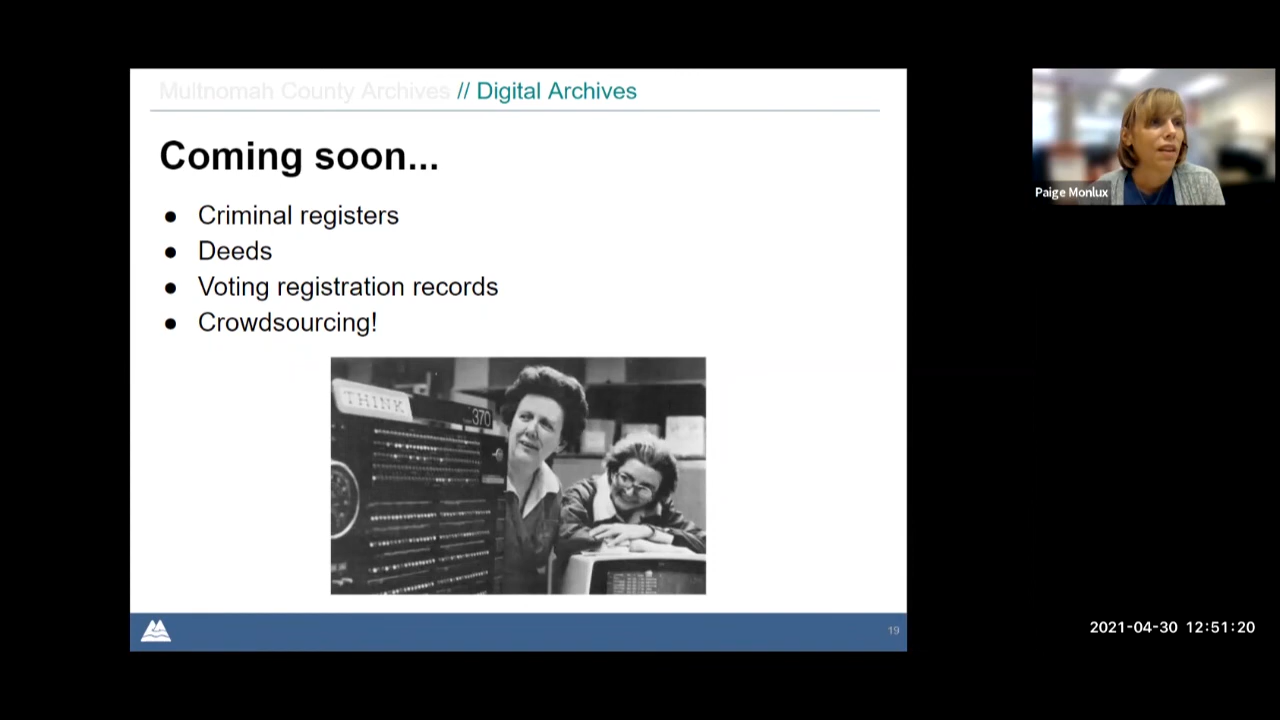 Multnomah County Archives // Digital Archives
Coming soon...
● Criminal registers
● Deeds
● Voting registration records
● Crowdsourcing!
THINK
370
19
Paige Monlux
2021-04-30 12:51:20